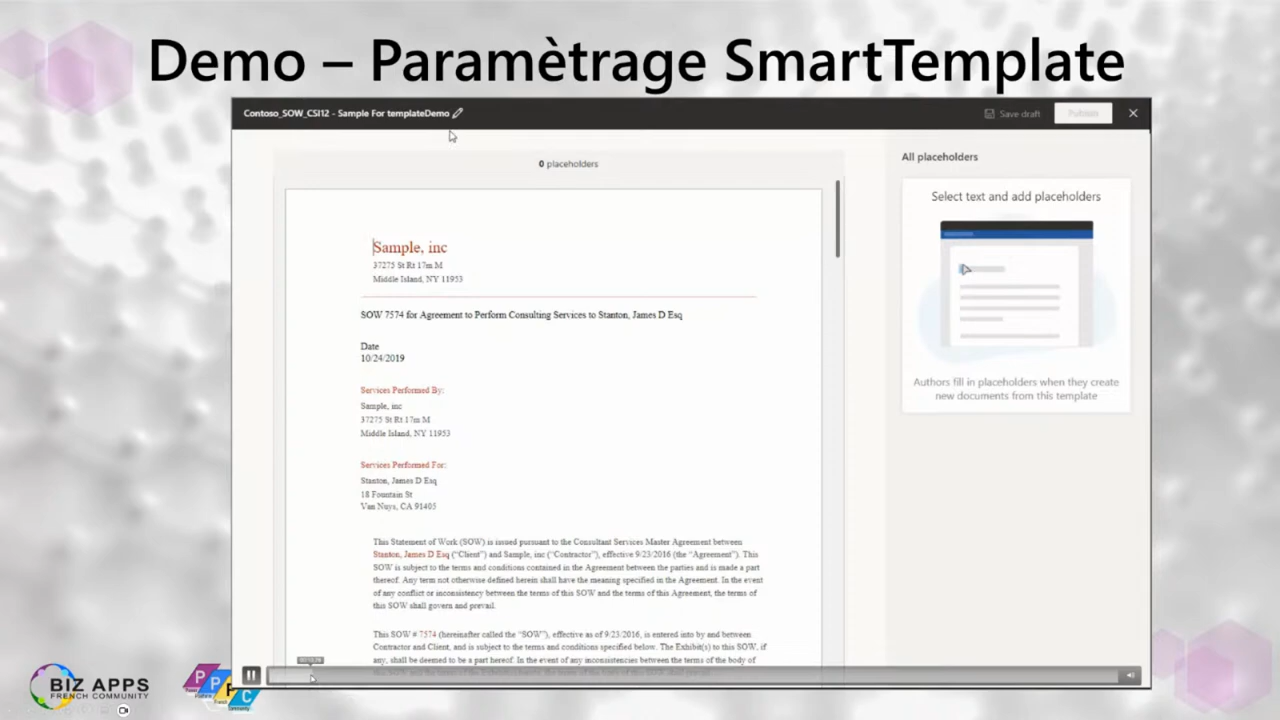 Demo – Paramètrage SmartTemplate
Contoso_SOW_CSI12 - Sample For templateDemo
Save draft
Publish
0 placeholders
All placeholders
Select text and add placeholders
Authors fill in placeholders when they create
new documents from this template
Sample, inc
37275 St Rt 17m M
Middle Island, NY 11953
SOW 7574 for Agreement to Perform Consulting Services to Stanton, James D Esq
Date
10/24/2019
Services Performed By:
Sample, inc
37275 St Rt 17m M
Middle Island, NY 11953
Services Performed For:
Stanton, James D Esq
18 Fountain St
Van Nuys, CA 91405
This Statement of Work (SOW) is issued pursuant to the Consultant Services Master Agreement between
Stanton, James D Esq (“Client”) and Sample, inc (“Contractor”), effective 9/23/2016 (the “Agreement”). This
SOW is subject to the terms and conditions contained in the Agreement between the parties and is made a part
thereof. Any term not otherwise defined herein shall have the meaning specified in the Agreement. In the event
of any conflict or inconsistency between the terms of this SOW and the terms of this Agreement, the terms of
this SOW shall govern and prevail.
This SOW # 7574 (hereinafter called the “SOW”), effective as of 9/23/2016, is entered into by and between
Contractor and Client, and is subject to the terms and conditions specified below. The Exhibit(s) to this SOW, if
any, shall be deemed to be a part hereof. In the event of any inconsistencies between the terms of the body of
BIZ APPS
FRENCH COMMUNITY
P
P
F
C